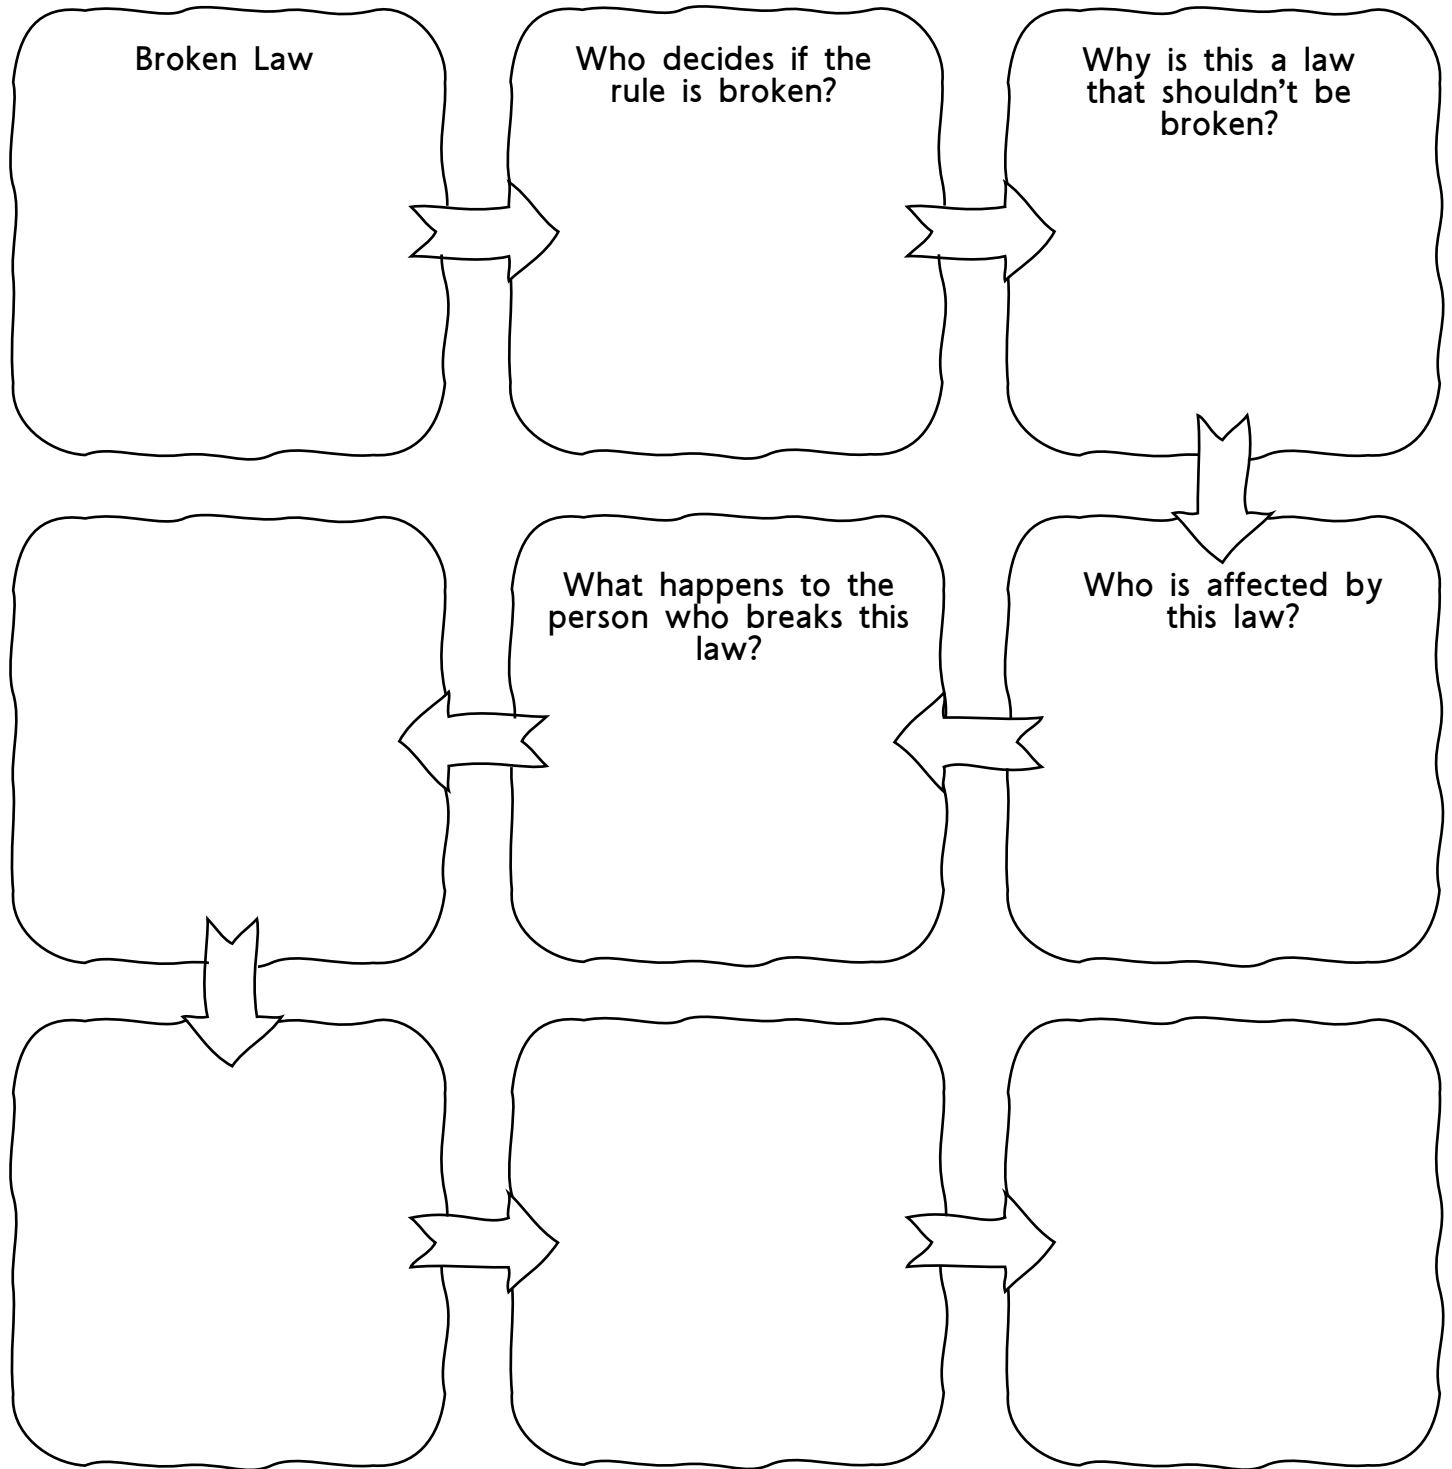 Broken Law
Who decides if the
rule is broken?
Why is this a law
that shouldn't be
broken?
Who is affected by
this law?
What happens to the
person who breaks this
law?